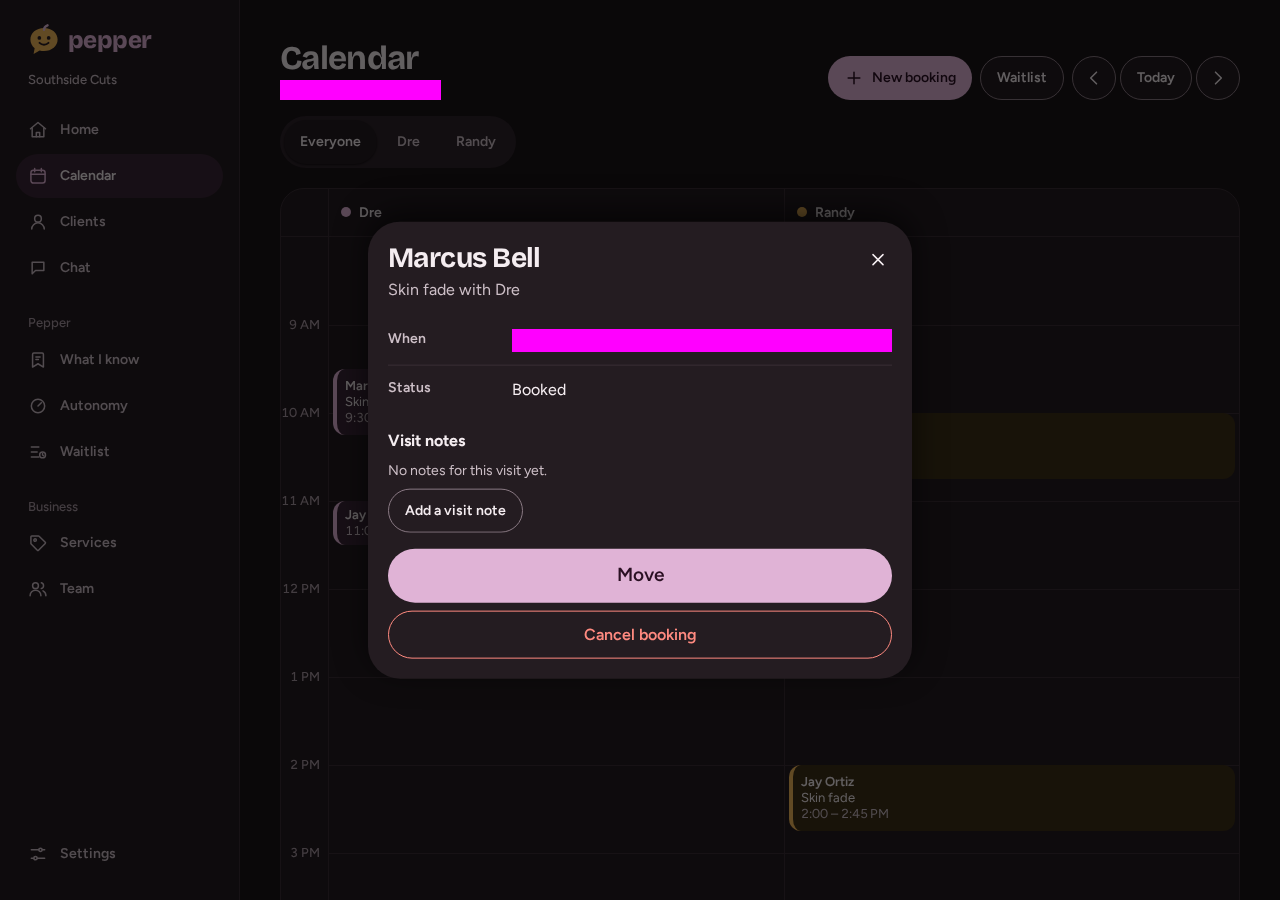 pepper
Southside Cuts
Home
Calendar
Clients
Chat
Pepper
What I know
Autonomy
Waitlist
Business
Services
Team
Settings
Calendar
New booking
Waitlist
Today
Everyone
Dre
Randy
Dre
Randy
9 AM
10 AM
11 AM
12 PM
1 PM
2 PM
3 PM
Jay
Jay Ortiz
Skin fade
2:00 – 2:45 PM
Marcus Bell
Skin fade with Dre
When
Status
Booked
Visit notes
No notes for this visit yet.
Add a visit note
Move
Cancel booking